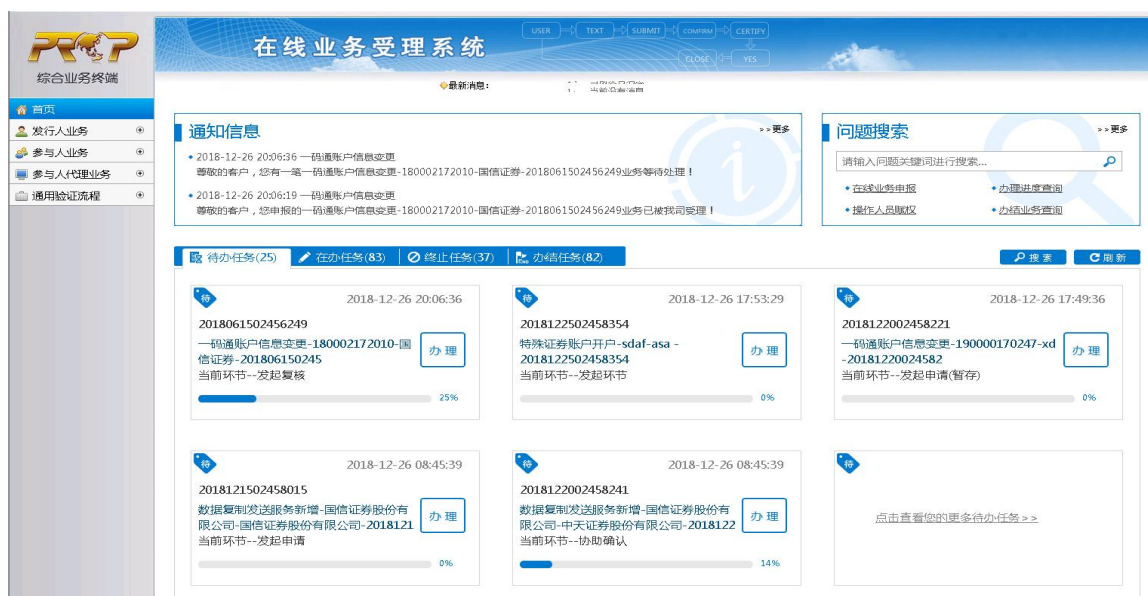 PROP
综合业务终端
在线业务受理系统
USER
TEXT
SUBMIT
CONFIRM
CERTIFY
CLOSE
YES
最新消息:
1、 当前没有消息
首页
发行人业务
参与人业务
参与人代理业务
通用验证流程
通知信息
>>更多
2018-12-26 20:06:36 一码通账户信息变更
尊敬的客户，您有一笔一码通账户信息变更-180002172010-国信证券-2018061502456249业务等待处理！
2018-12-26 20:06:19 一码通账户信息变更
尊敬的客户，您申报的一码通账户信息变更-180002172010-国信证券-2018061502456249业务已被我司受理！
问题搜索
>>更多
请输入问题关键词进行搜索...
在线业务申报
办理进度查询
操作人员赋权
办结业务查询
待办任务(25)
在办任务(83)
终止任务(37)
办结任务(82)
搜索
刷新
待
2018-12-26 20:06:36
2018061502456249
一码通账户信息变更-180002172010-国
信证券-201806150245
当前环节--发起复核
办理
25%
待
2018-12-26 17:53:29
2018122502458354
特殊证券账户开户-sdaf-asa -
2018122502458354
当前环节--发起环节
办理
0%
待
2018-12-26 17:49:36
2018122002458221
一码通账户信息变更-190000170247-xd
-20181220024582
当前环节--发起申请(暂存)
办理
0%
待
2018-12-26 08:45:39
2018121502458015
数据复制发送服务新增-国信证券股份有
限公司-国信证券股份有限公司-2018121
当前环节--发起申请
办理
0%
待
2018-12-26 08:45:39
2018122002458241
数据复制发送服务新增-国信证券股份有
限公司-中天证券股份有限公司-2018122
当前环节--协助确认
办理
14%
待
点击查看您的更多待办任务>>